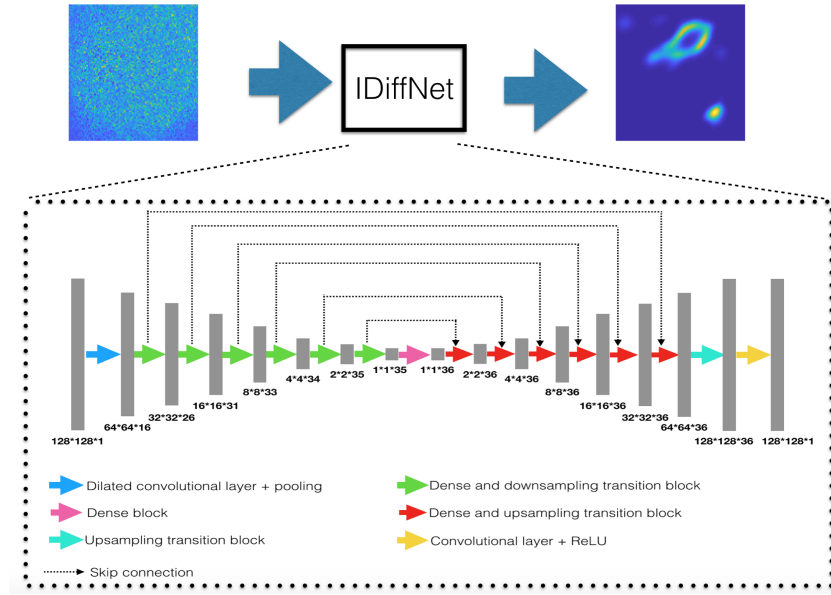 IDiffNet
128*128*1
64*64*16
32*32*26
16*16*31
8*8*33
4*4*34
2*2*35
1*1*35
1*1*36
2*2*36
4*4*36
8*8*36
16*16*36
32*32*36
64*64*36
128*128*36
128*128*1
Dilated convolutional layer + pooling
Dense and downsampling transition block
Dense block
Dense and upsampling transition block
Upsampling transition block
Convolutional layer + ReLU
Skip connection